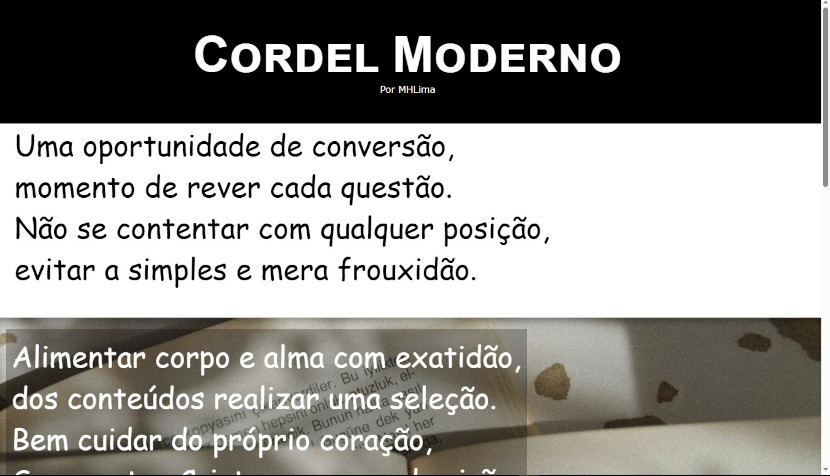 Cordel Moderno
Por MHLima
Uma oportunidade de conversão,
momento de rever cada questão.
Não se contentar com qualquer posição,
evitar a simples e mera frouxidão.
Alimentar corpo e alma com exatidão,
dos conteúdos realizar uma seleção.
Bem cuidar do próprio coração,